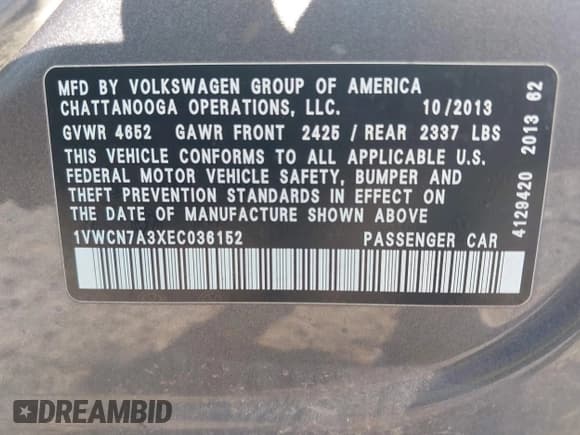 MFD BY VOLKSWAGEN GROUP OF AMERICA
CHATTANOOGA OPERATIONS, LLC. 10/2013
GVWR 4652 GAWR FRONT 2425 / REAR 2337 LBS
THIS VEHICLE CONFORMS TO ALL APPLICABLE U.S.
FEDERAL MOTOR VEHICLE SAFETY, BUMPER AND
THEFT PREVENTION STANDARDS IN EFFECT ON
THE DATE OF MANUFACTURE SHOWN ABOVE
1VWCN7A3XEC036152 PASSENGER CAR
4129420 2013 62
DREAMBID